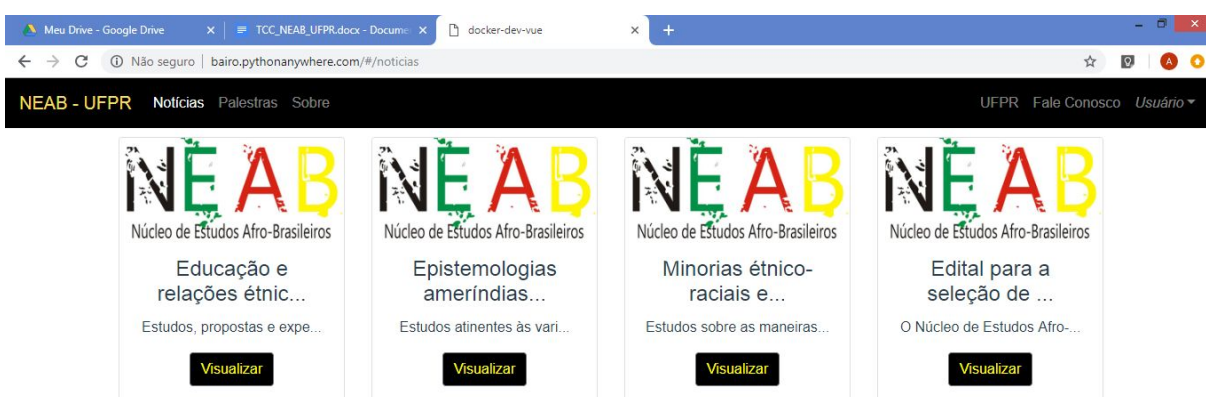 Meu Drive - Google Drive
TCC_NEAB_UFPR.docx - Docume
docker-dev-vue
Não seguro | bairo.pythonanywhere.com/#/noticias
A
NEAB - UFPR Notícias Palestras Sobre UFPR Fale Conosco Usuário
NEAB
Núcleo de Estudos Afro-Brasileiros
Educação e
relações étnic...
Estudos, propostas e expe...
Visualizar
NEAB
Núcleo de Estudos Afro-Brasileiros
Epistemologias
ameríndias...
Estudos atinentes às vari...
Visualizar
NEAB
Núcleo de Estudos Afro-Brasileiros
Minorias étnico-
raciais e...
Estudos sobre as maneiras...
Visualizar
NEAB
Núcleo de Estudos Afro-Brasileiros
Edital para a
seleção de ...
O Núcleo de Estudos Afro-...
Visualizar